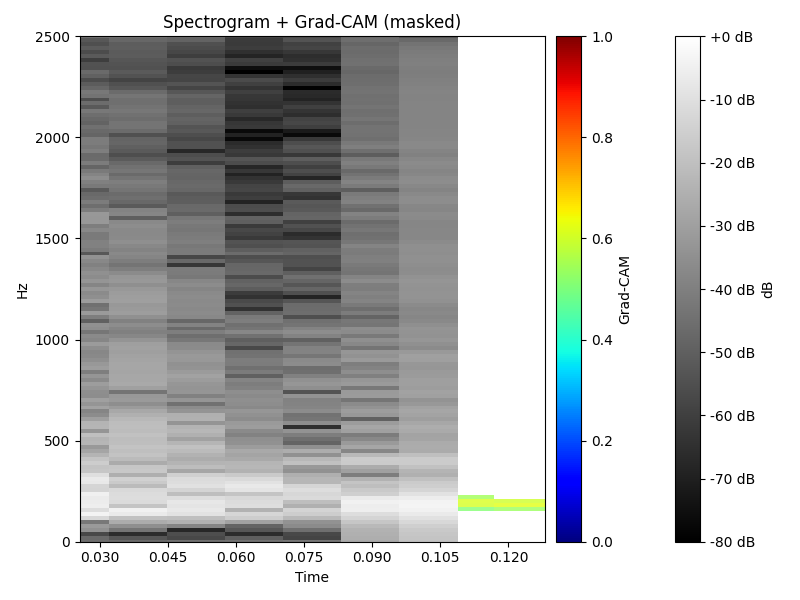 Spectrogram + Grad-CAM (masked)
2500
2000
1500
1000
500
0
Hz
0.030
0.045
0.060
0.075
0.090
0.105
0.120
Time
1.0
0.8
0.6
0.4
0.2
0.0
Grad-CAM
+0 dB
-10 dB
-20 dB
-30 dB
-40 dB
-50 dB
-60 dB
-70 dB
-80 dB
dB